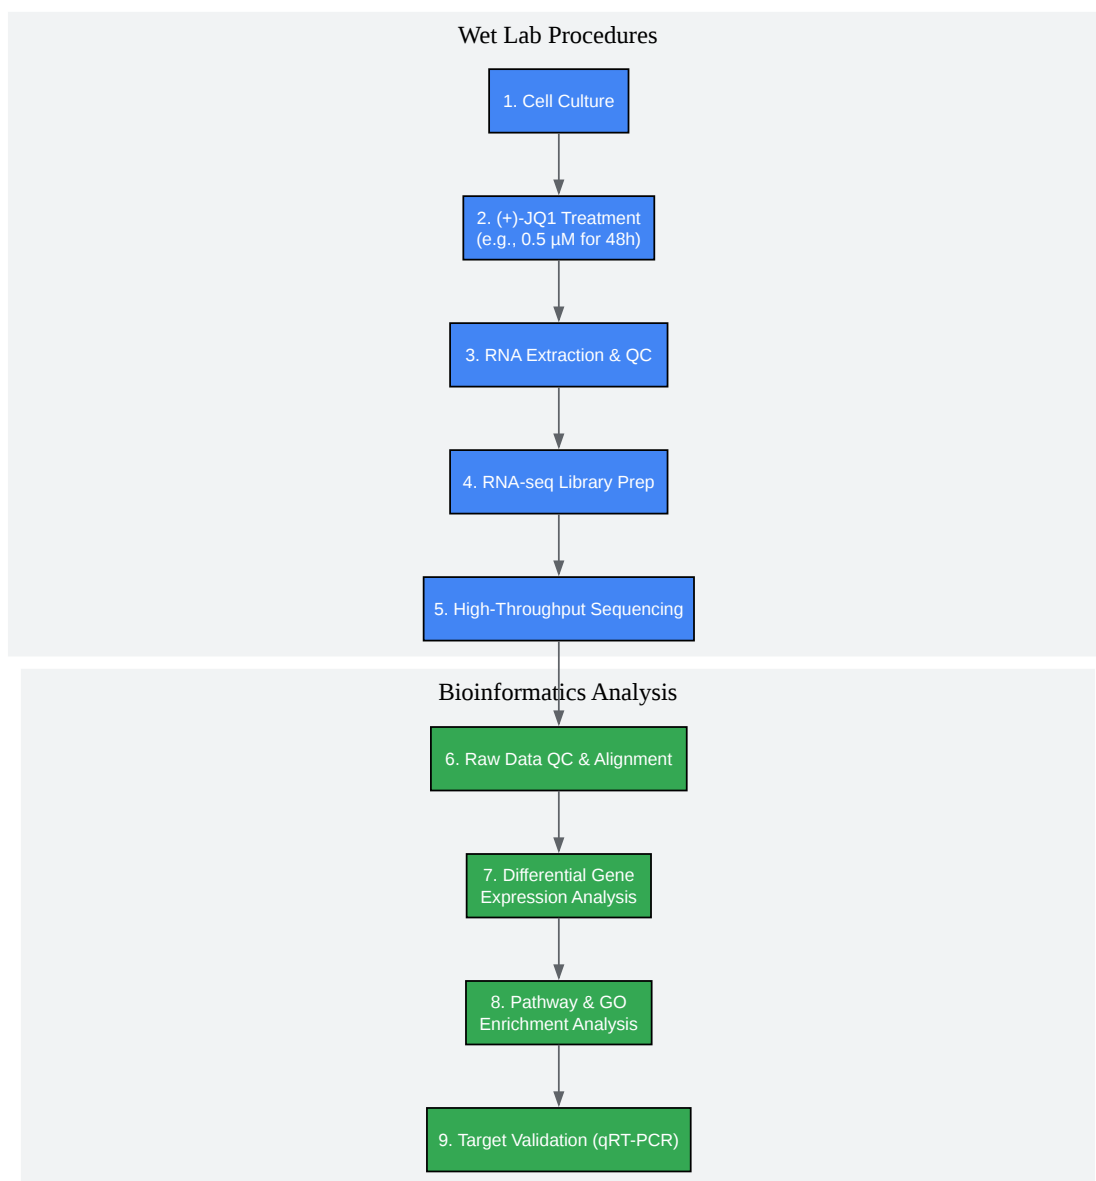 Wet Lab Procedures
1. Cell Culture
2. (+)-JQ1 Treatment
(e.g., 0.5 µM for 48h)
3. RNA Extraction & QC
4. RNA-seq Library Prep
5. High-Throughput Sequencing
Bioinformatics Analysis
6. Raw Data QC & Alignment
7. Differential Gene
Expression Analysis
8. Pathway & GO
Enrichment Analysis
9. Target Validation (qRT-PCR)